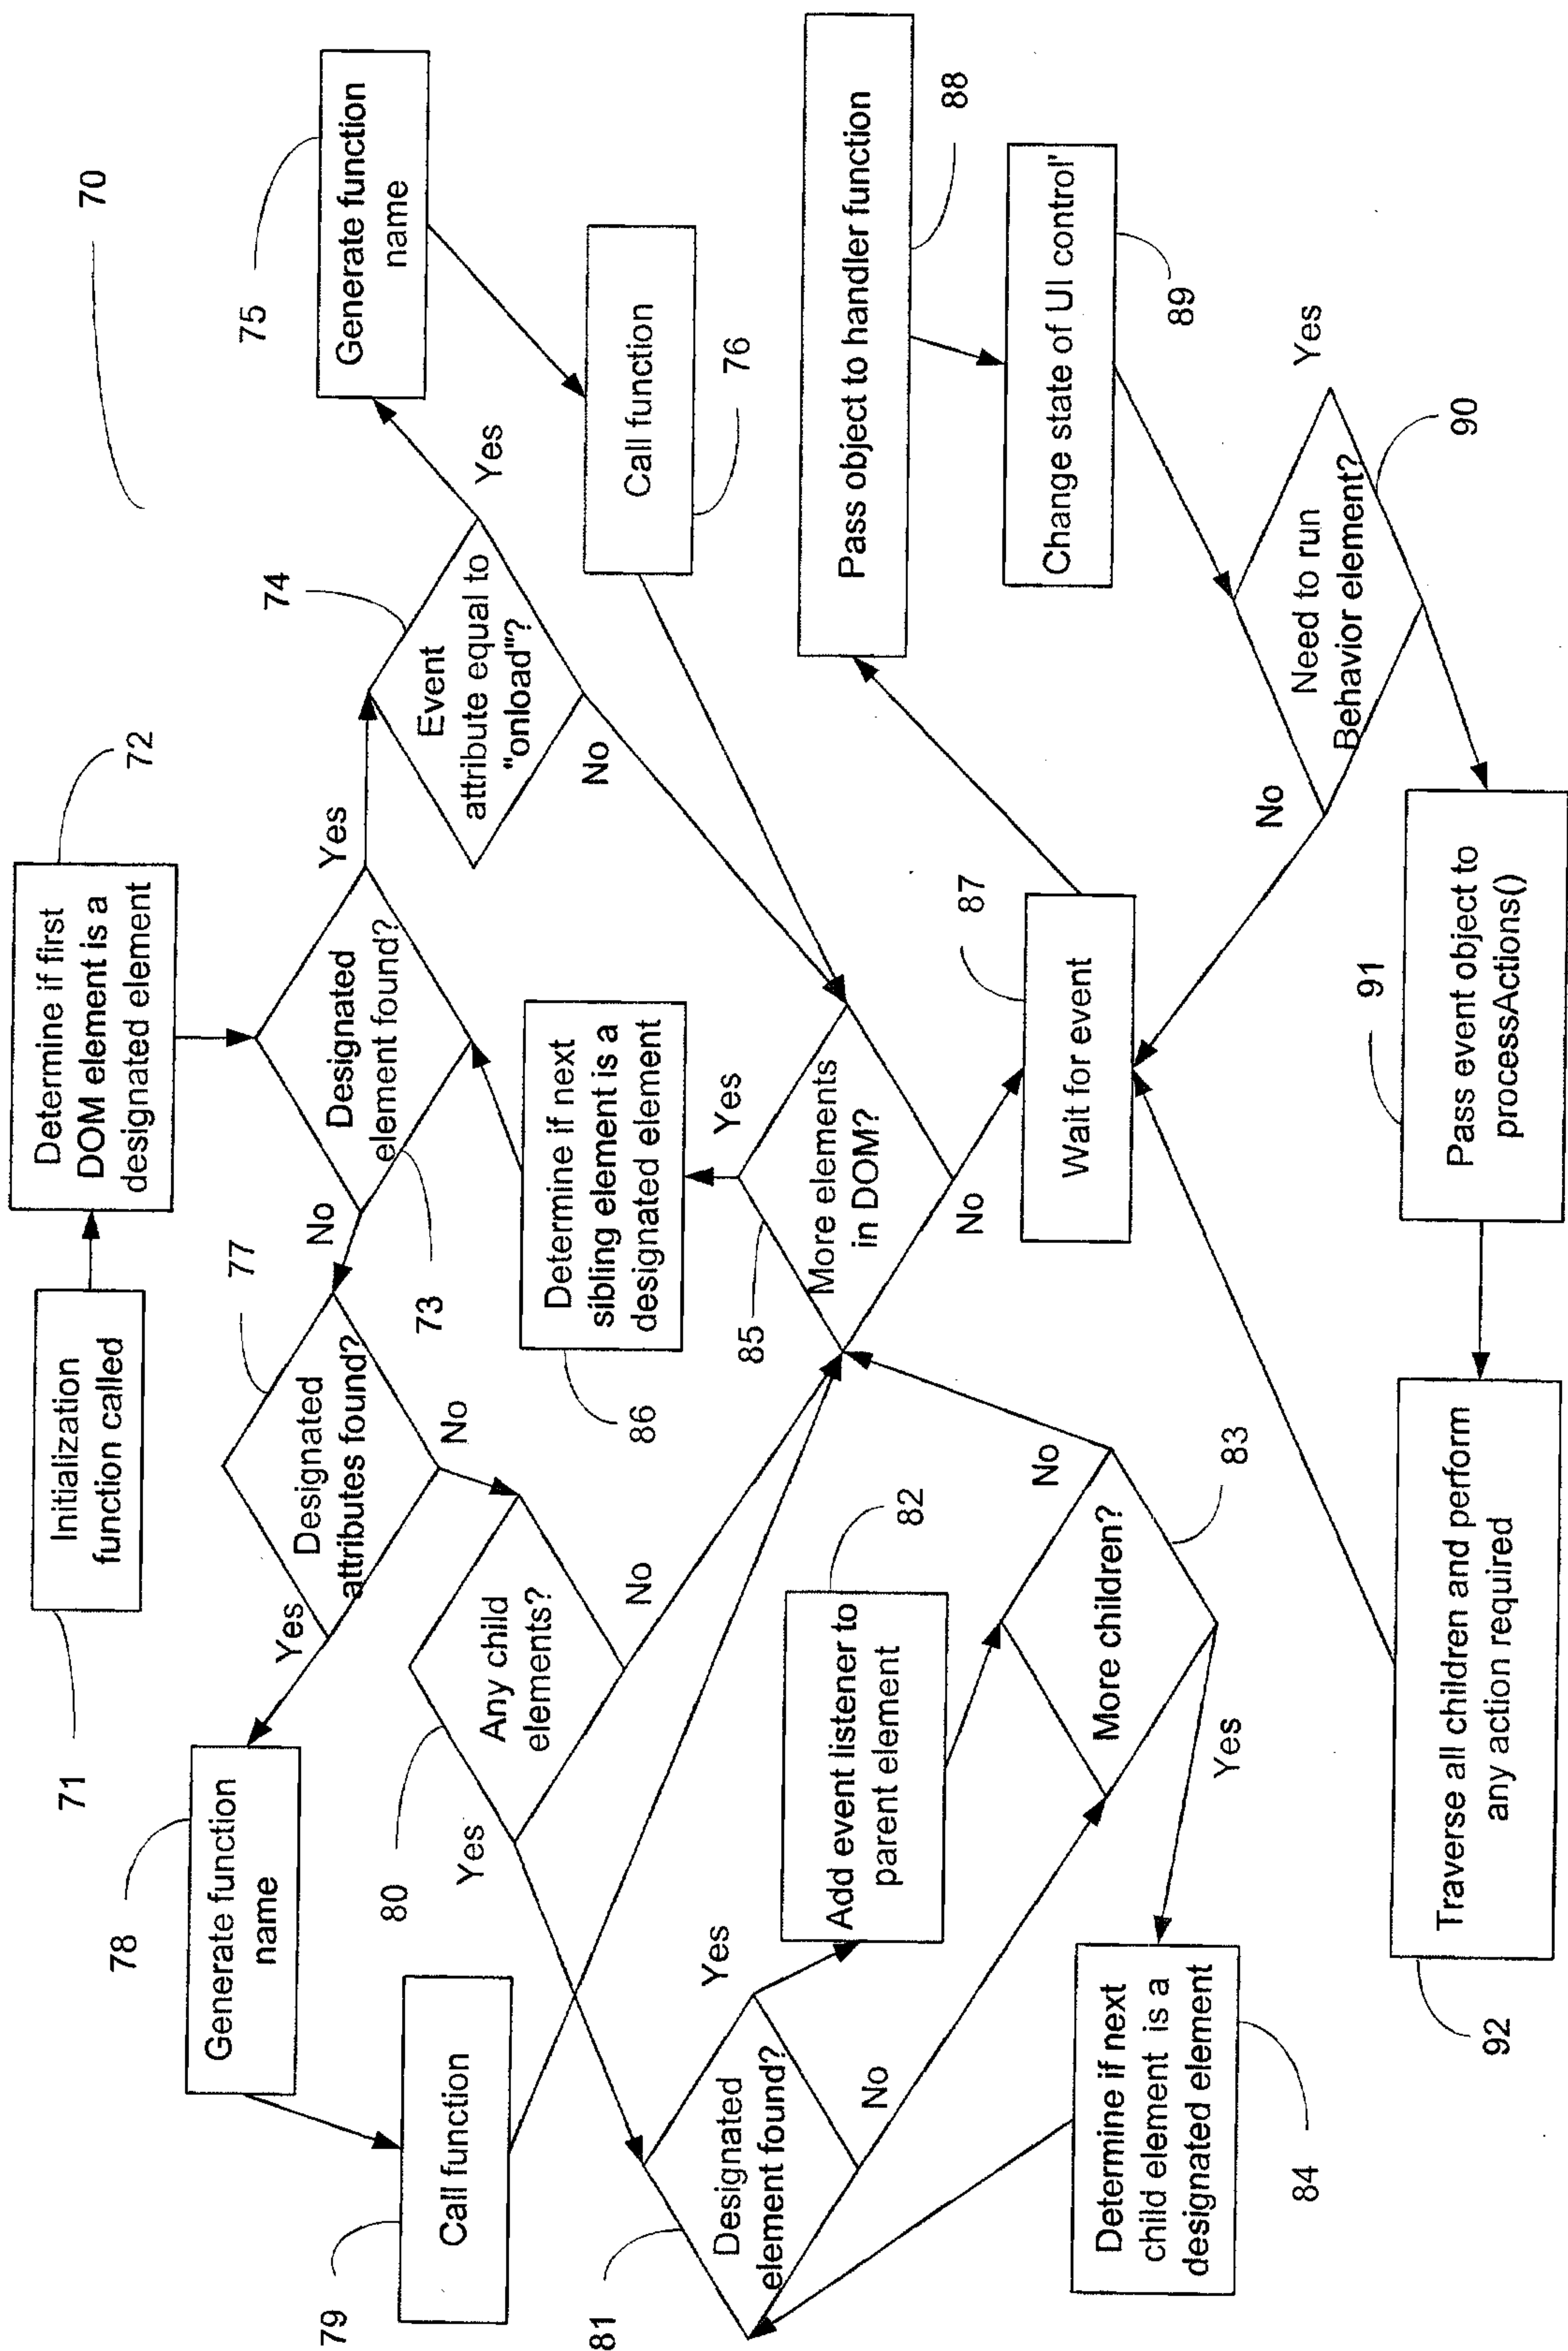 70
Initialization
function called
71
Determine if first
DOM element is a
designated element
72
Designated
element found?
73
Yes
No
Event
attribute equal to
"onload"?
74
Yes
No
Generate function
name
75
Call function
76
Designated
attributes found?
77
Yes
No
Generate function
name
78
Call function
79
Any child
elements?
80
Yes
No
Designated
element found?
81
Yes
No
Add event listener to
parent element
82
More children?
83
No
Yes
Determine if next
child element is a
designated element
84
More elements
in DOM?
85
Yes
No
Determine if next
sibling element is a
designated element
86
Wait for event
87
Pass object to handler function
88
Change state of UI control'
89
Need to run
Behavior element?
90
Yes
No
Pass event object to
processActions()
91
Traverse all children and perform
any action required
92